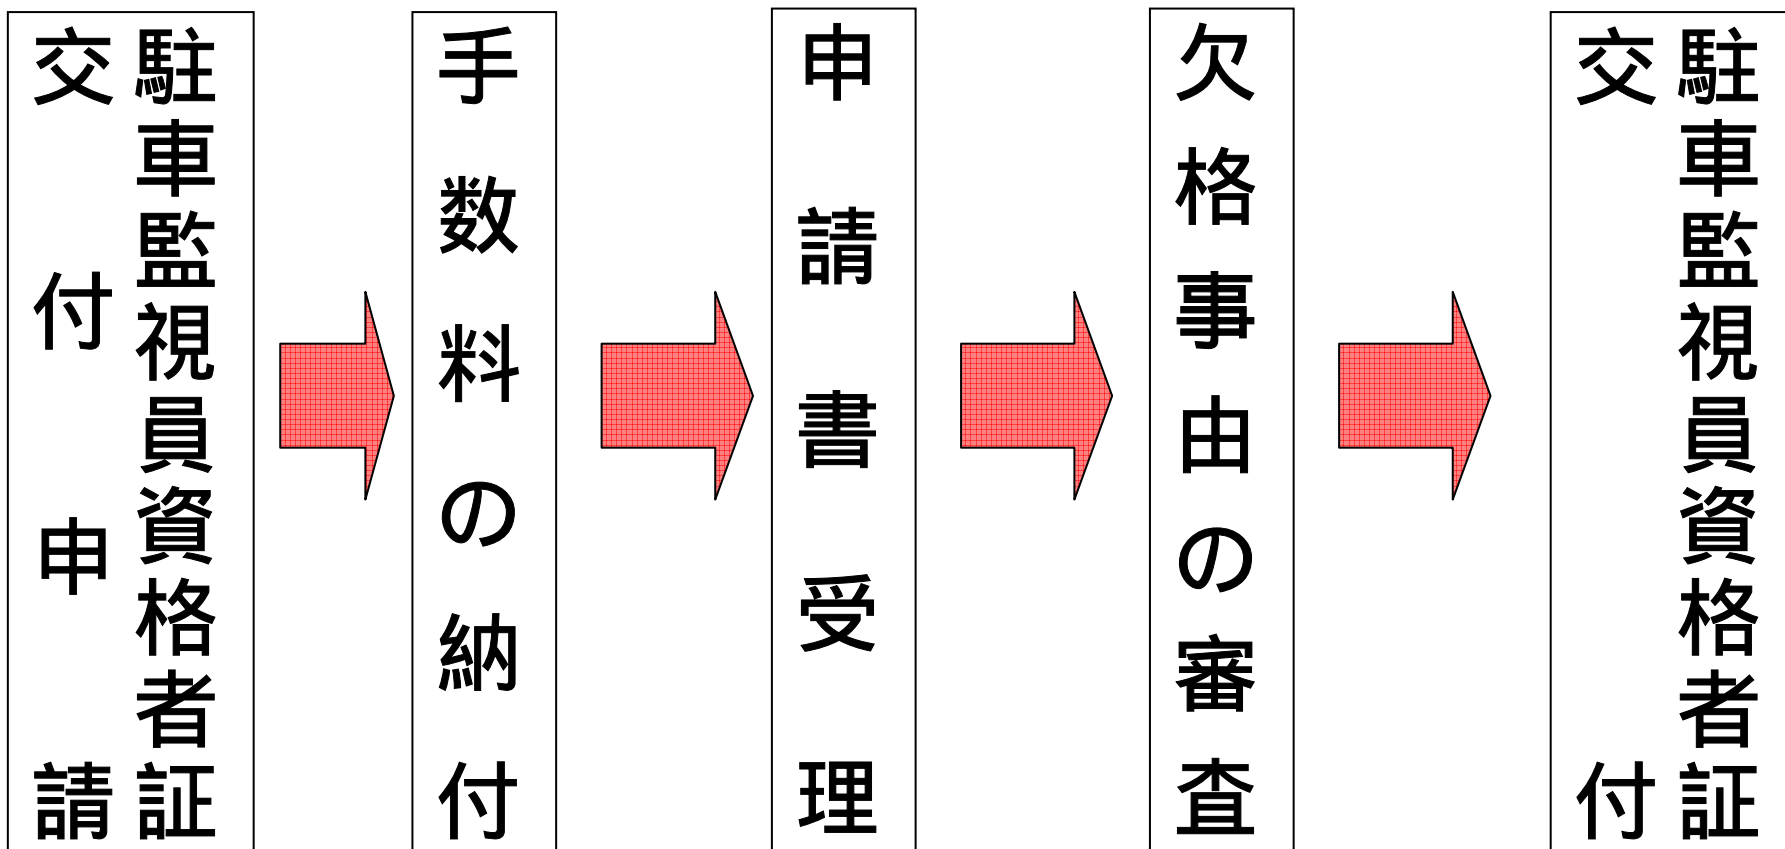 駐車監視員資格者証
交付申請
手数料の納付
申請書受理
欠格事由の審査
駐車監視員資格者証
交付